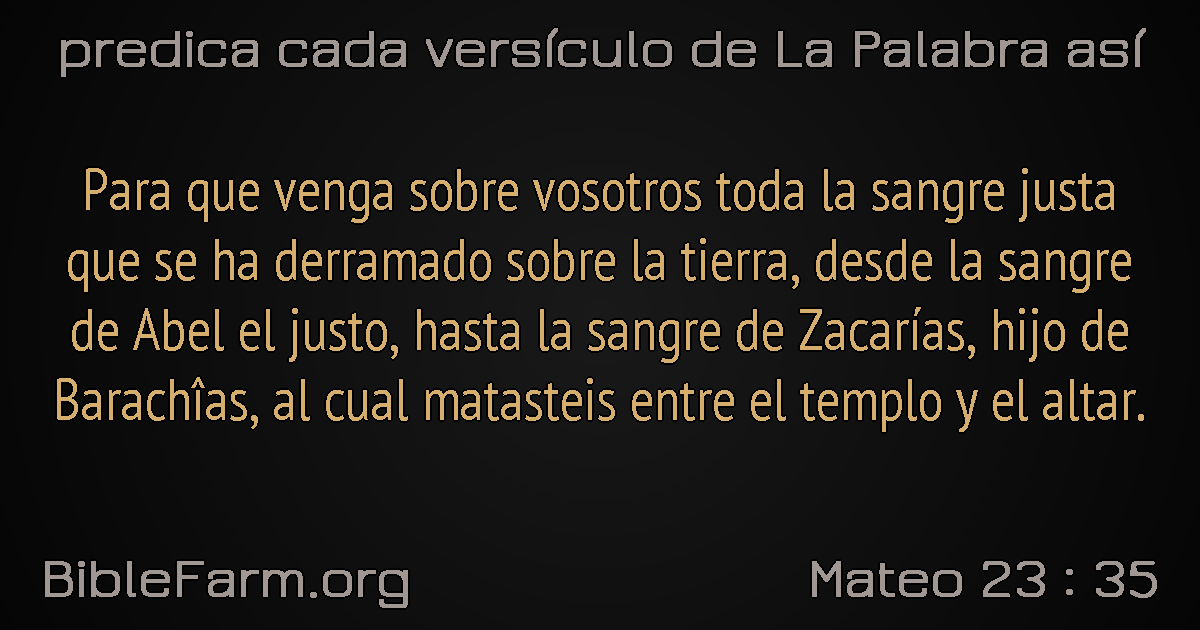 predica cada versículo de La Palabra así
Para que venga sobre vosotros toda la sangre justa
que se ha derramado sobre la tierra, desde la sangre
de Abel el justo, hasta la sangre de Zacarías, hijo de
Barachîas, al cual matasteis entre el templo y el altar.
BibleFarm.org
Mateo 23 : 35